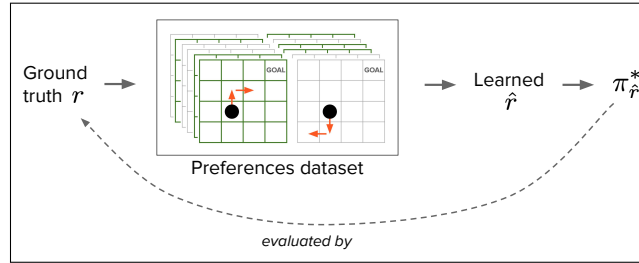 Ground
truth r
GOAL
GOAL
Preferences dataset
Learned
r̂
π*r̂
evaluated by